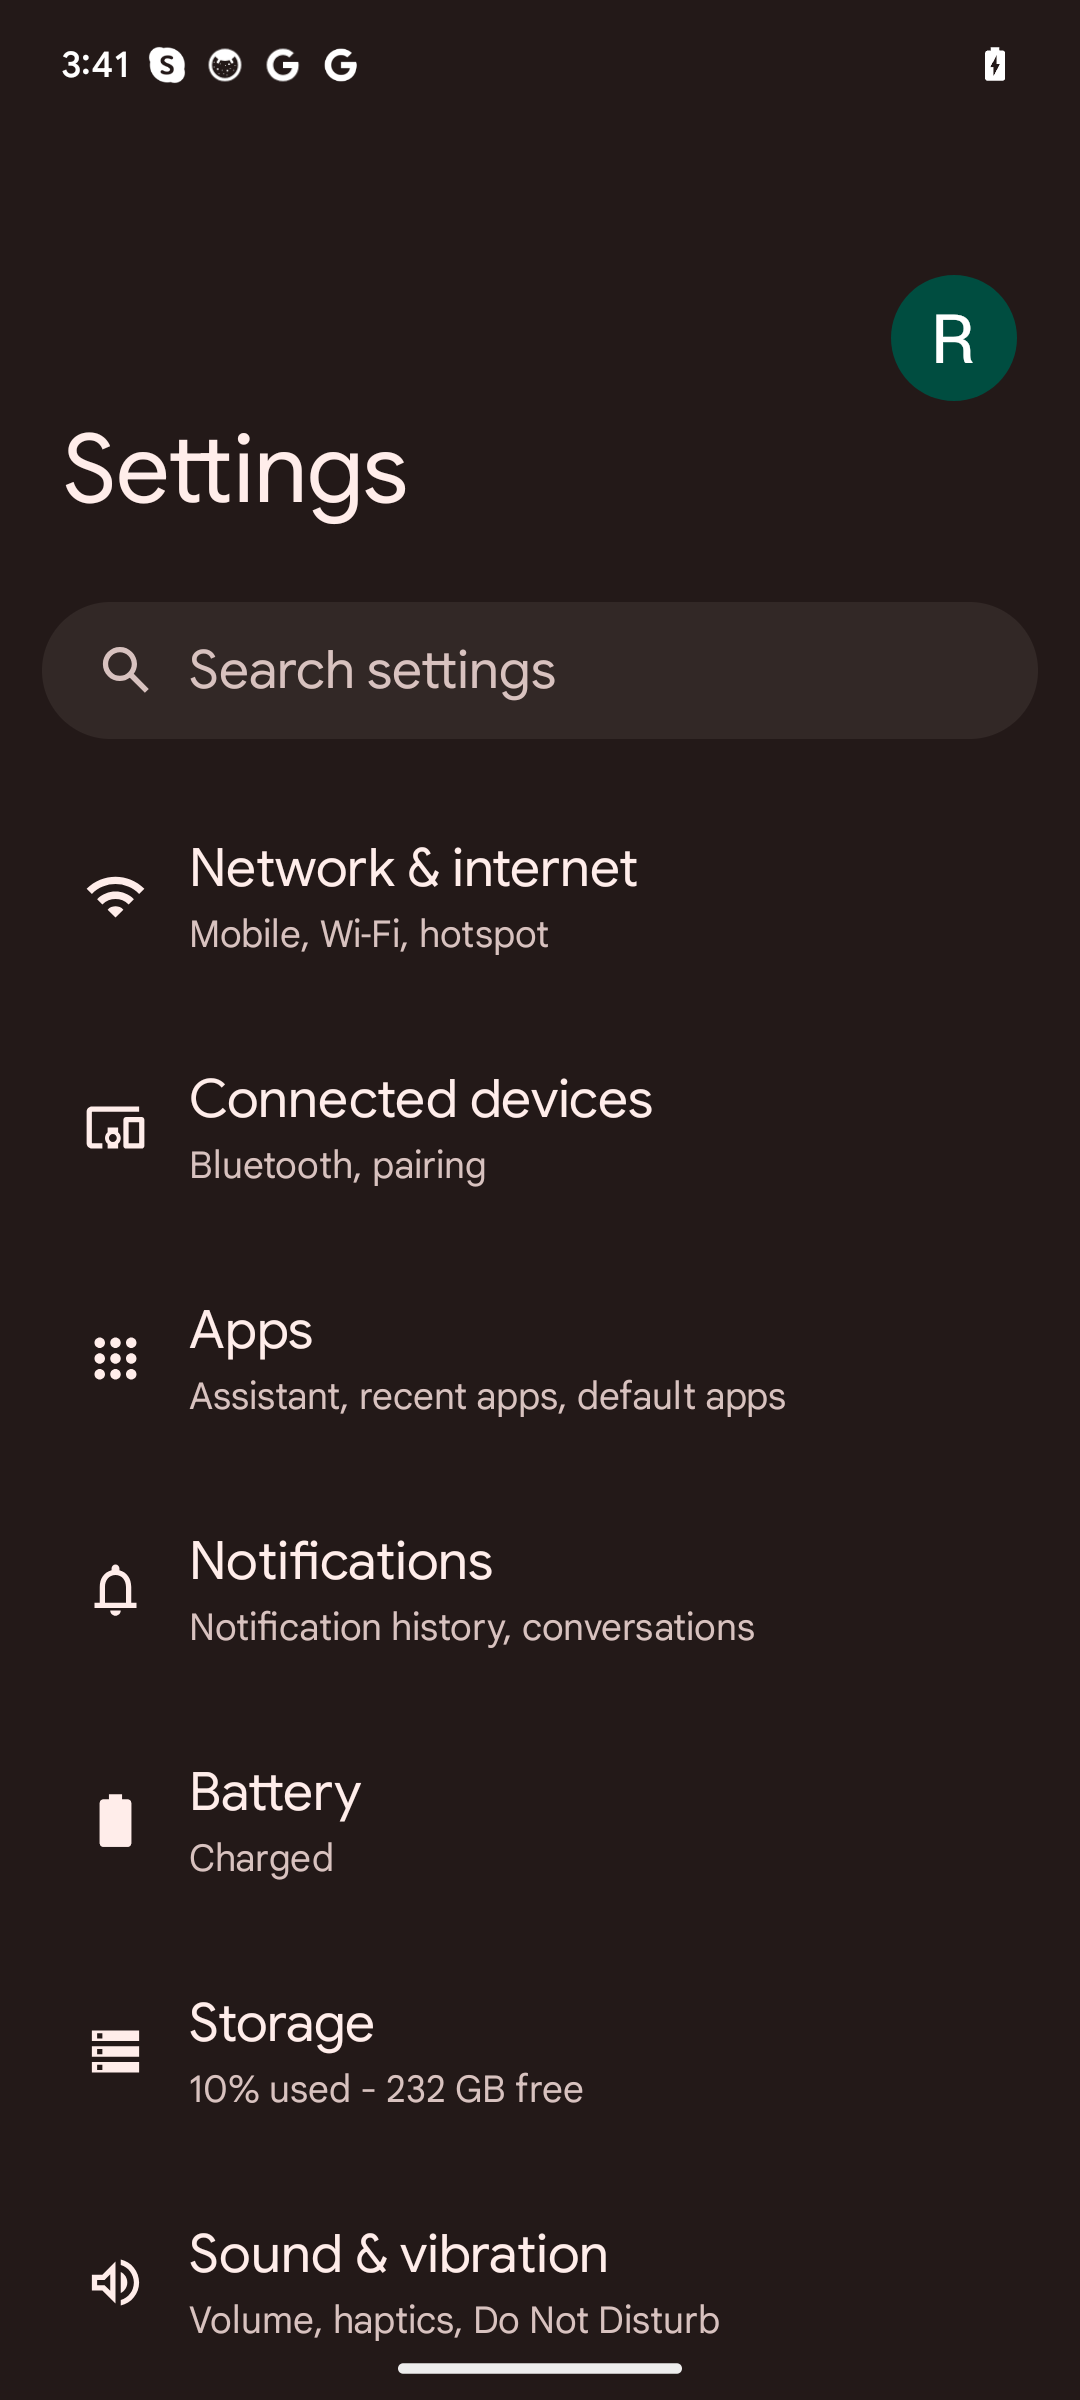 3:41
R
Settings
Search settings
Network & internet
Mobile, Wi-Fi, hotspot
Connected devices
Bluetooth, pairing
Apps
Assistant, recent apps, default apps
Notifications
Notification history, conversations
Battery
Charged
Storage
10% used - 232 GB free
Sound & vibration
Volume, haptics, Do Not Disturb